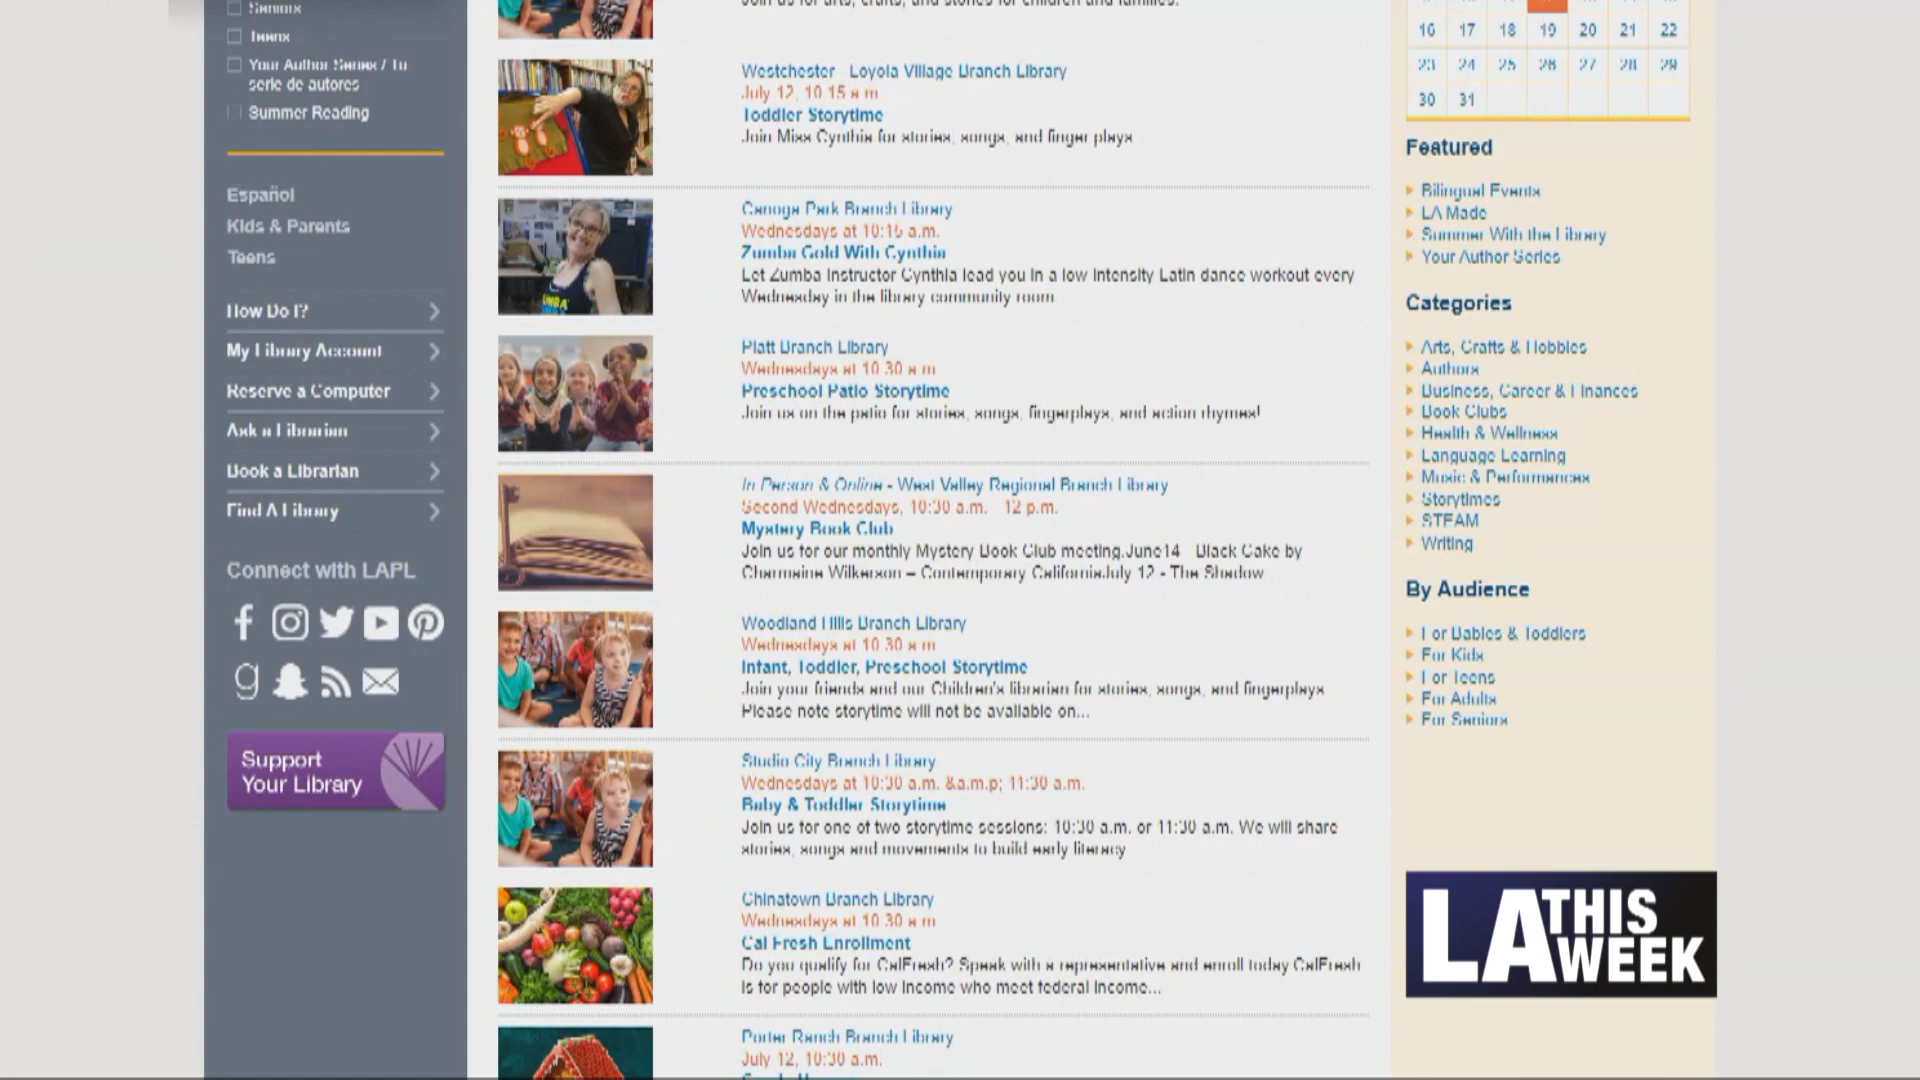 Seniors
Teens
Your Author Series / Tu
serie de autores
Summer Reading
Español
Kids & Parents
Teens
How Do I?
My Library Account
Reserve a Computer
Ask a Librarian
Book a Librarian
Find A Library
Connect with LAPL
Support
Your Library
Join us for arts, crafts, and stories for children and families.
Westchester - Loyola Village Branch Library
July 12, 10:15 a.m.
Toddler Storytime
Join Miss Cynthia for stories, songs, and finger plays
Canoga Park Branch Library
Wednesdays at 10:15 a.m.
Zumba Gold With Cynthia
Let Zumba instructor Cynthia lead you in a low intensity Latin dance workout every
Wednesday in the library community room
ZUMBA
Platt Branch Library
Wednesdays at 10:30 a.m.
Preschool Patio Storytime
Join us on the patio for stories, songs, fingerplays, and action rhymes!
In Person & Online - West Valley Regional Branch Library
Second Wednesdays, 10:30 a.m. - 12 p.m.
Mystery Book Club
Join us for our monthly Mystery Book Club meeting.June14 - Black Cake by
Charmaine Wilkerson – Contemporary CaliforniaJuly 12 - The Shadow
Woodland Hills Branch Library
Wednesdays at 10:30 a.m.
Infant, Toddler, Preschool Storytime
Join your friends and our Children's librarian for stories, songs, and fingerplays
Please note storytime will not be available on...
Studio City Branch Library
Wednesdays at 10:30 a.m. &a.m.p; 11:30 a.m.
Baby & Toddler Storytime
Join us for one of two storytime sessions: 10:30 a.m. or 11:30 a.m. We will share
stories, songs and movements to build early literacy
Chinatown Branch Library
Wednesdays at 10:30 a.m.
Cal Fresh Enrollment
Do you qualify for CalFresh? Speak with a representative and enroll today CalFresh
is for people with low income who meet federal income...
Porter Ranch Branch Library
July 12, 10:30 a.m.
16 17 18 19 20 21 22
23 24 25 26 27 28 29
30 31
Featured
Bilingual Events
LA Made
Summer With the Library
Your Author Series
Categories
Arts, Crafts & Hobbies
Authors
Business, Career & Finances
Book Clubs
Health & Wellness
Language Learning
Music & Performances
Storytimes
STEAM
Writing
By Audience
For Babies & Toddlers
For Kids
For Teens
For Adults
For Seniors
LA THIS
WEEK